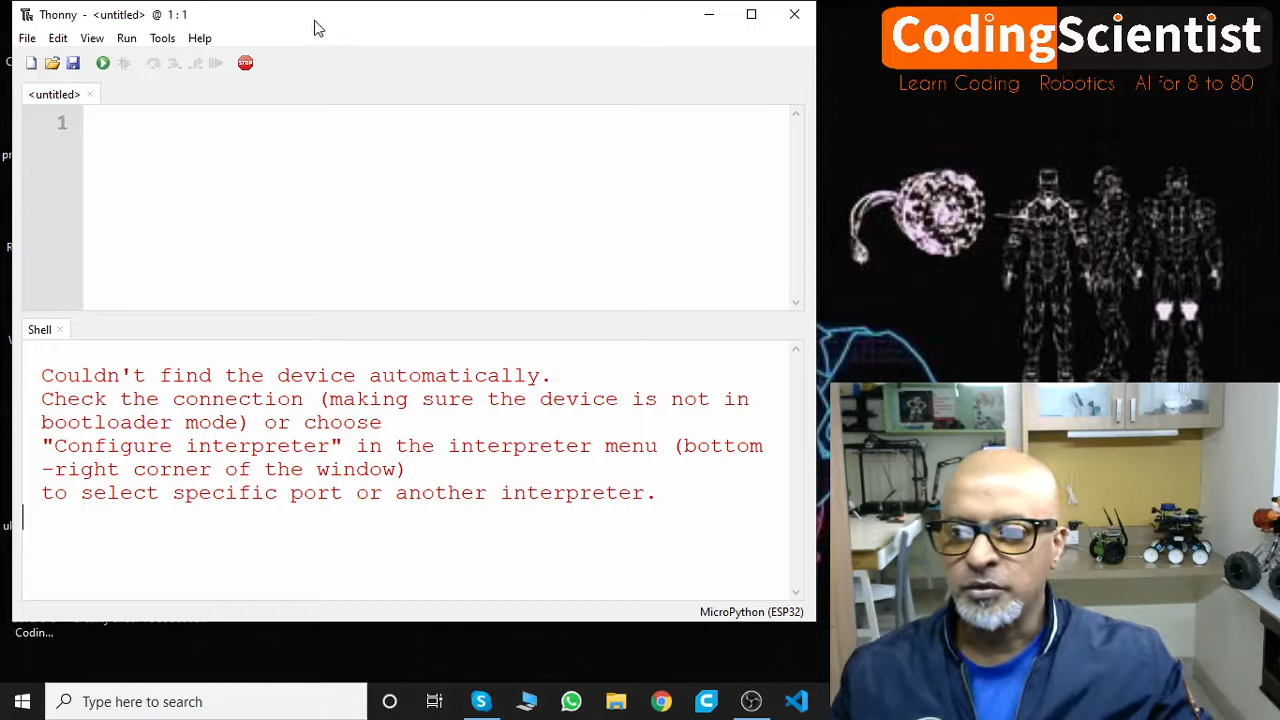 Thonny - <untitled> @ 1:1
File Edit View Run Tools Help
STOP
<untitled>
1
Shell
Couldn't find the device automatically.
Check the connection (making sure the device is not in
bootloader mode) or choose
"Configure interpreter" in the interpreter menu (bottom
-right corner of the window)
to select specific port or another interpreter.
MicroPython (ESP32)
Codin...
Type here to search
CodingScientist
Learn Coding Robotics AI for 8 to 80